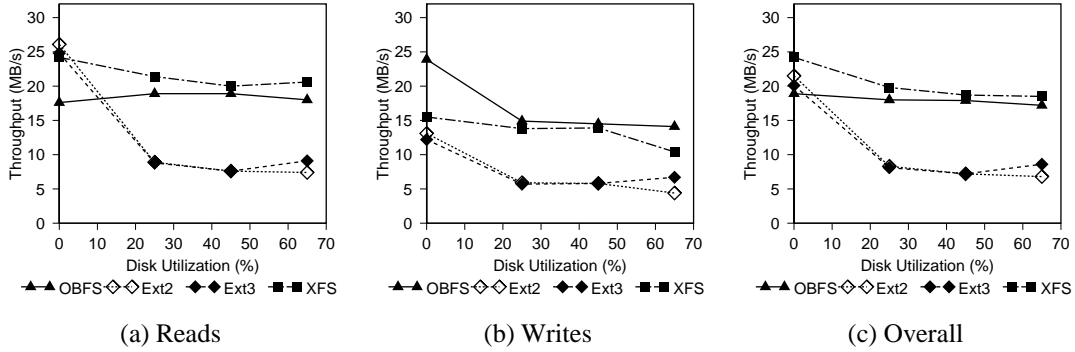 Throughput (MB/s)
30
25
20
15
10
5
0
0 10 20 30 40 50 60 70
Disk Utilization (%)
OBFS Ext2 Ext3 XFS
(a) Reads
Throughput (MB/s)
30
25
20
15
10
5
0
0 10 20 30 40 50 60 70
Disk Utilization (%)
OBFS Ext2 Ext3 XFS
(b) Writes
Throughput (MB/s)
30
25
20
15
10
5
0
0 10 20 30 40 50 60 70
Disk Utilization (%)
OBFS Ext2 Ext3 XFS
(c) Overall